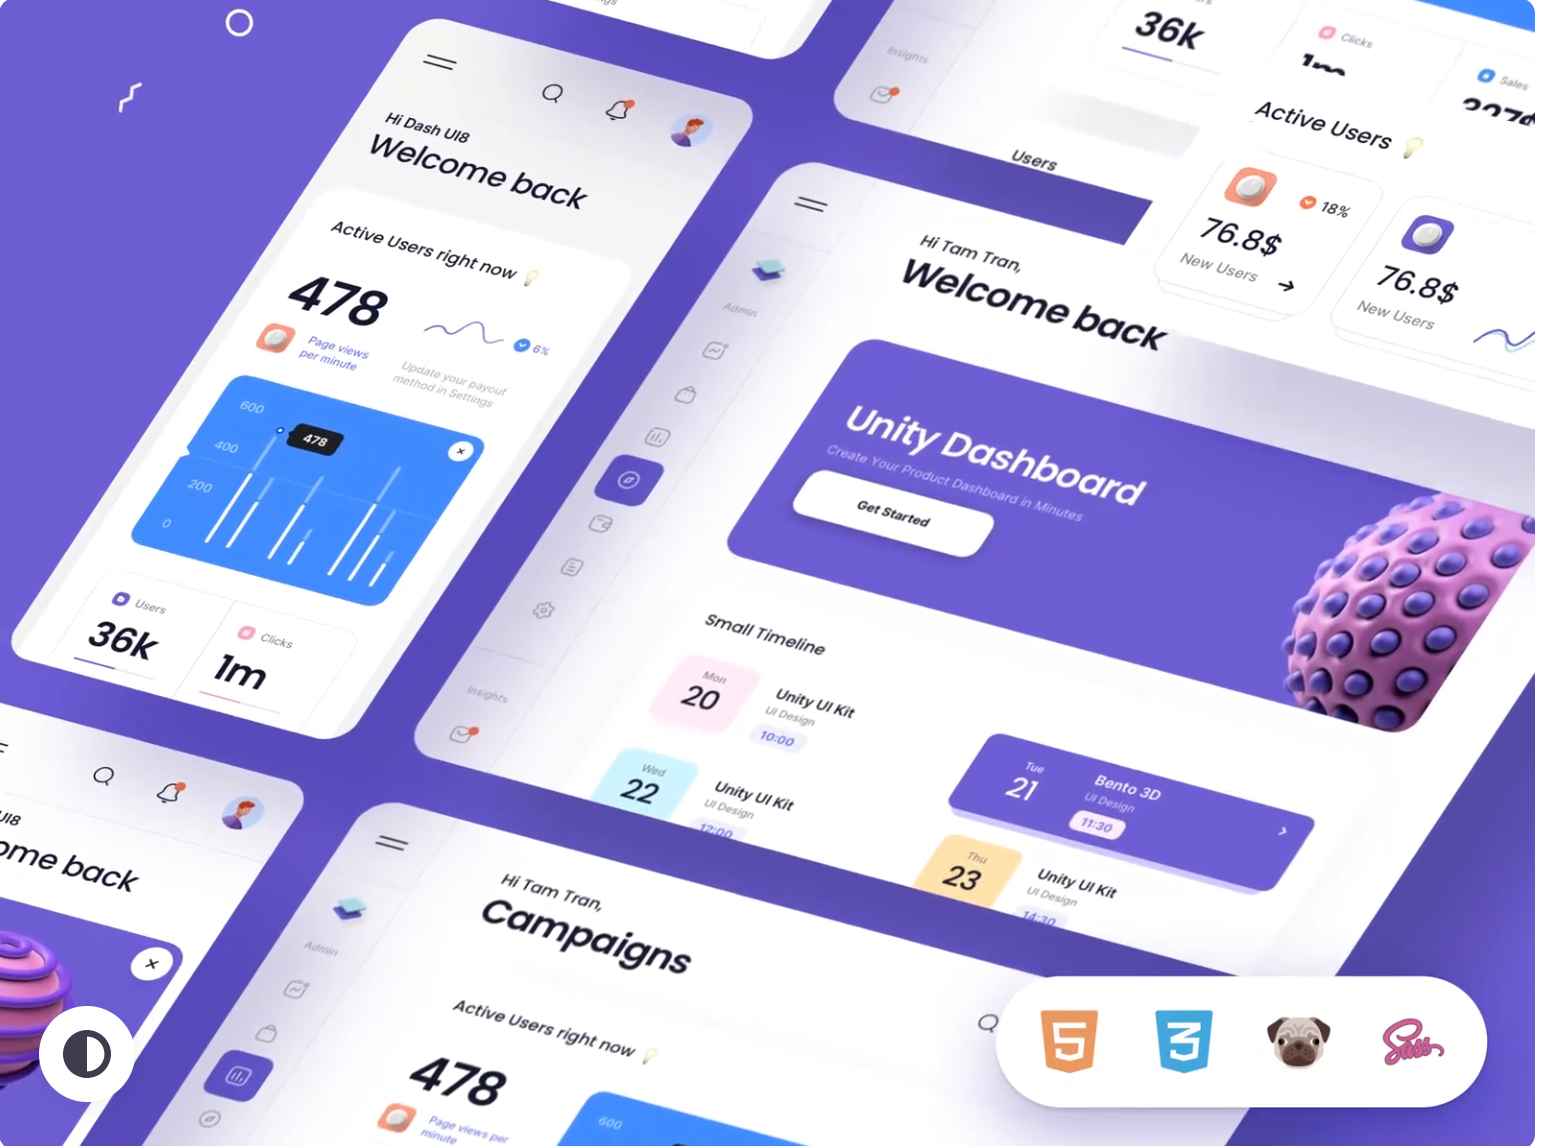 Hi Dash UI8
Welcome back
Active Users right now
478
6%
Page views
per minute
Update your payout
method in Settings
600
478
400
200
0
Users
36k
Clicks
1m
Insights
36k
Clicks
Sales
Users
Active Users
18%
76.8$
New Users
76.8$
New Users
Hi Tam Tran,
Welcome back
Admin
Unity Dashboard
Create Your Product Dashboard in Minutes
Get Started
Small Timeline
Mon
20
Unity UI Kit
UI Design
10:00
Tue
21
Bento 3D
UI Design
11:30
Wed
22
Unity UI Kit
UI Design
12:00
Thu
23
Unity UI Kit
UI Design
14:30
Insights
UI8
ome back
Hi Tam Tran,
Campaigns
Admin
Active Users right now
478
Page views per
minute
600
5
3
Sass